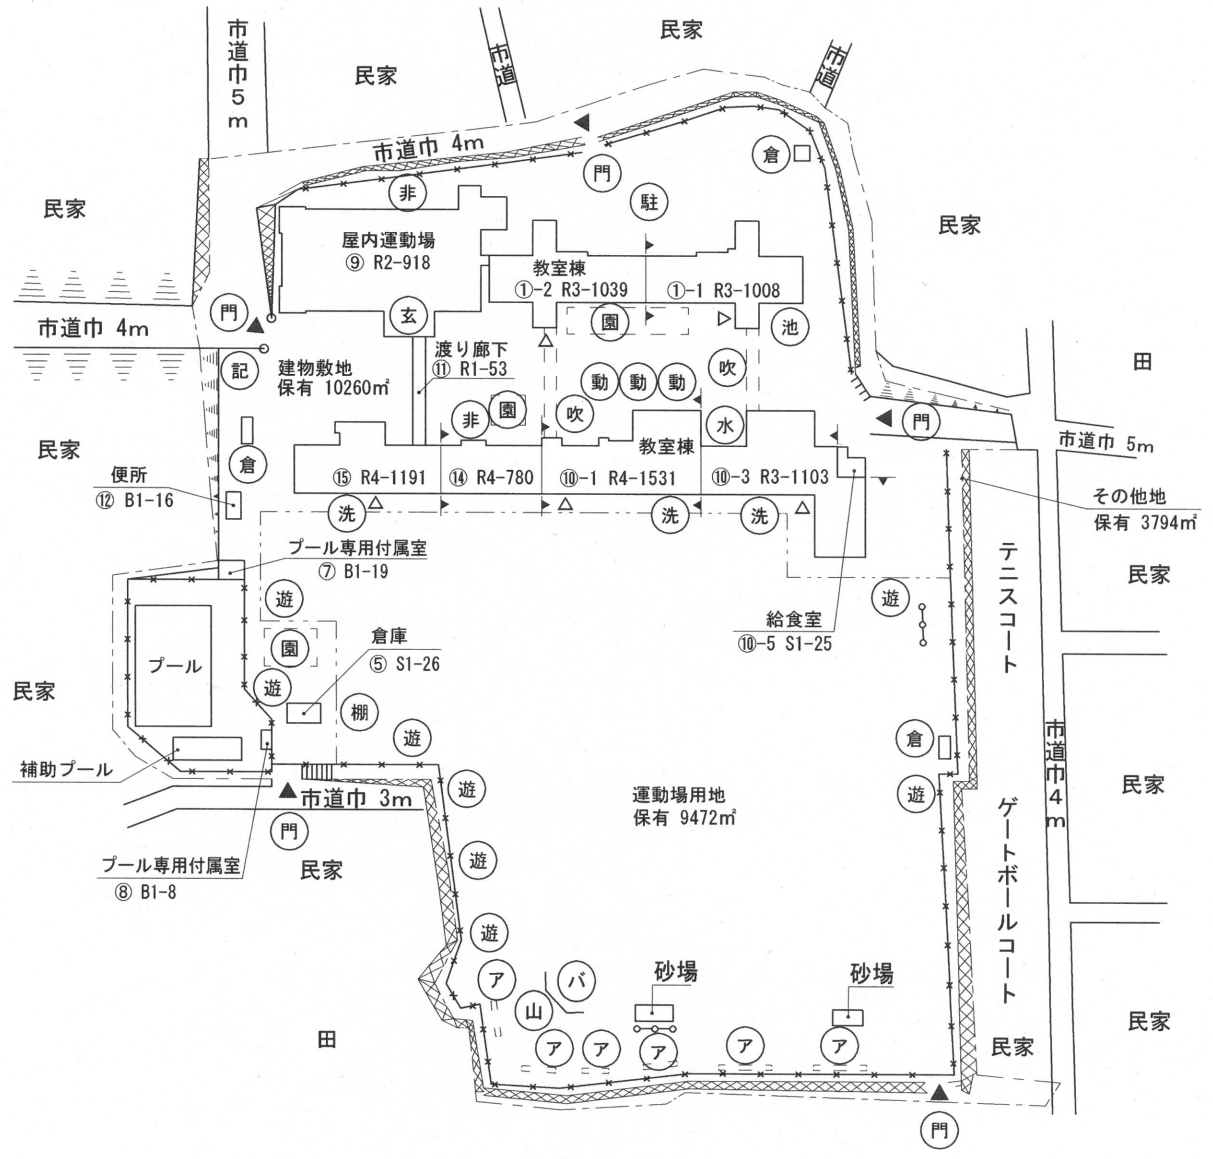 市道巾5m
民家
市道
民家
市道
市道巾 4m
門
倉
非
駐
民家
民家
屋内運動場
⑨ R2-918
教室棟
①-2 R3-1039
①-1 R3-1008
門
玄
園
池
市道巾 4m
渡り廊下
⑪ R1-53
記
建物敷地
保有 10260㎡
動
動
動
吹
田
非
園
吹
水
門
市道巾 5m
民家
倉
教室棟
便所
⑫ B1-16
⑮ R4-1191
⑭ R4-780
⑩-1 R4-1531
⑩-3 R3-1103
その他地
保有 3794㎡
洗
洗
洗
プール専用付属室
⑦ B1-19
遊
遊
テニスコート
民家
給食室
⑩-5 S1-25
園
倉庫
⑤ S1-26
プール
民家
遊
棚
遊
倉
市道巾4m
補助プール
市道巾 3m
遊
遊
民家
運動場用地
保有 9472㎡
門
プール専用付属室
⑧ B1-8
民家
遊
ゲートボールコート
遊
ア
バ
山
砂場
砂場
民家
田
ア
ア
ア
ア
ア
民家
門